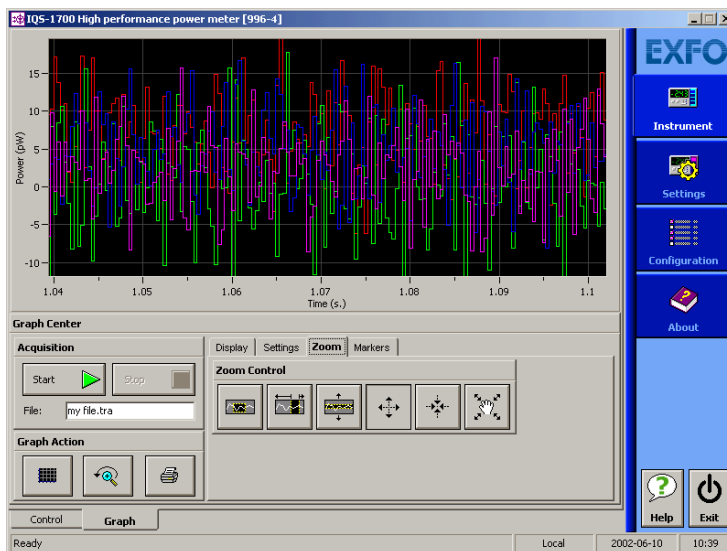 IQS-1700 High performance power meter [996-4]
EXFO
Instrument
Settings
Configuration
About
Power (pW)
15
10
5
0
-5
-10
1.04
1.05
1.06
1.07
1.08
1.09
1.1
Time (s.)
Graph Center
Acquisition
Start
Stop
File:
my file.tra
Graph Action
Display
Settings
Zoom
Markers
Zoom Control
Control
Graph
Help
Exit
Ready
Local
2002-06-10
10:39